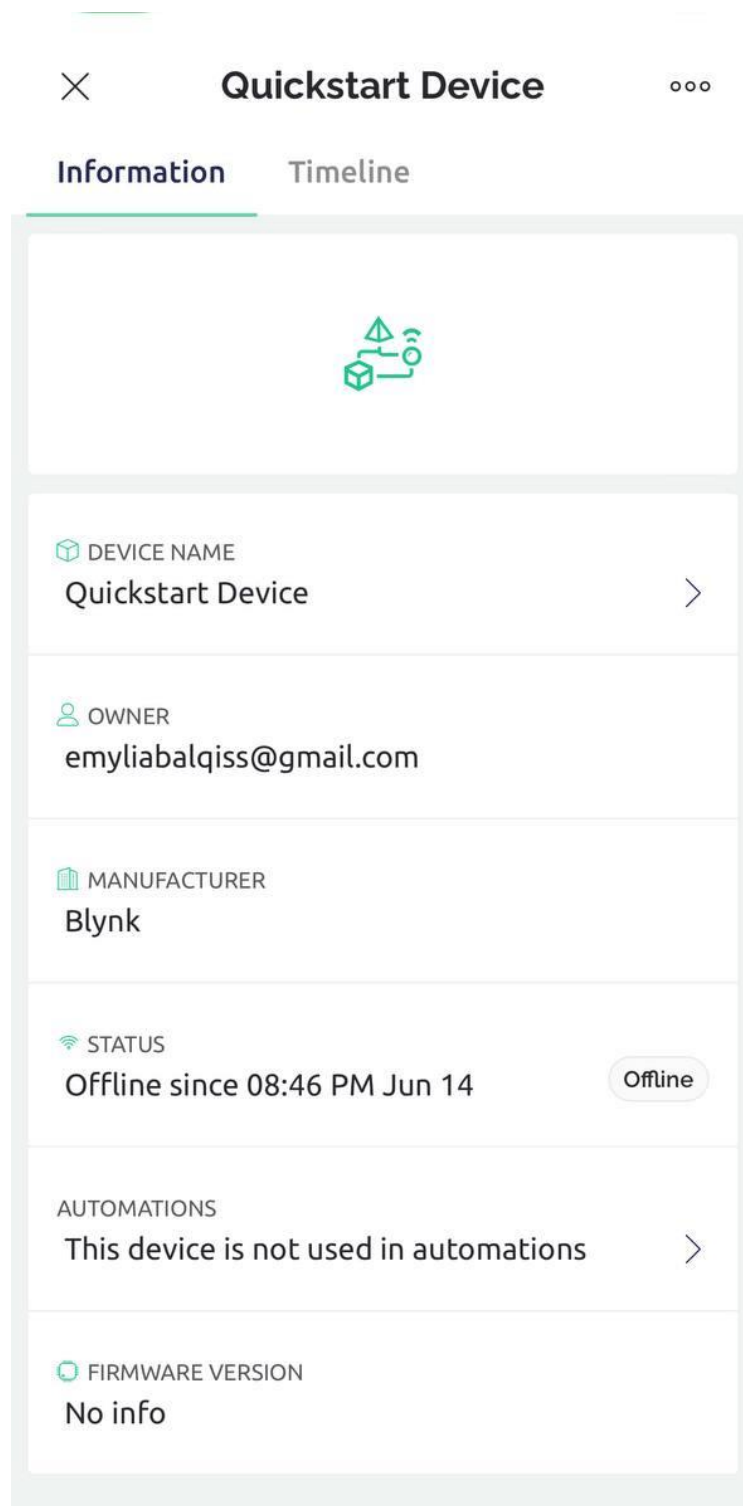 Quickstart Device
Information Timeline
DEVICE NAME
Quickstart Device
OWNER
emyliabalqiss@gmail.com
MANUFACTURER
Blynk
STATUS
Offline since 08:46 PM Jun 14 Offline
AUTOMATIONS
This device is not used in automations
FIRMWARE VERSION
No info